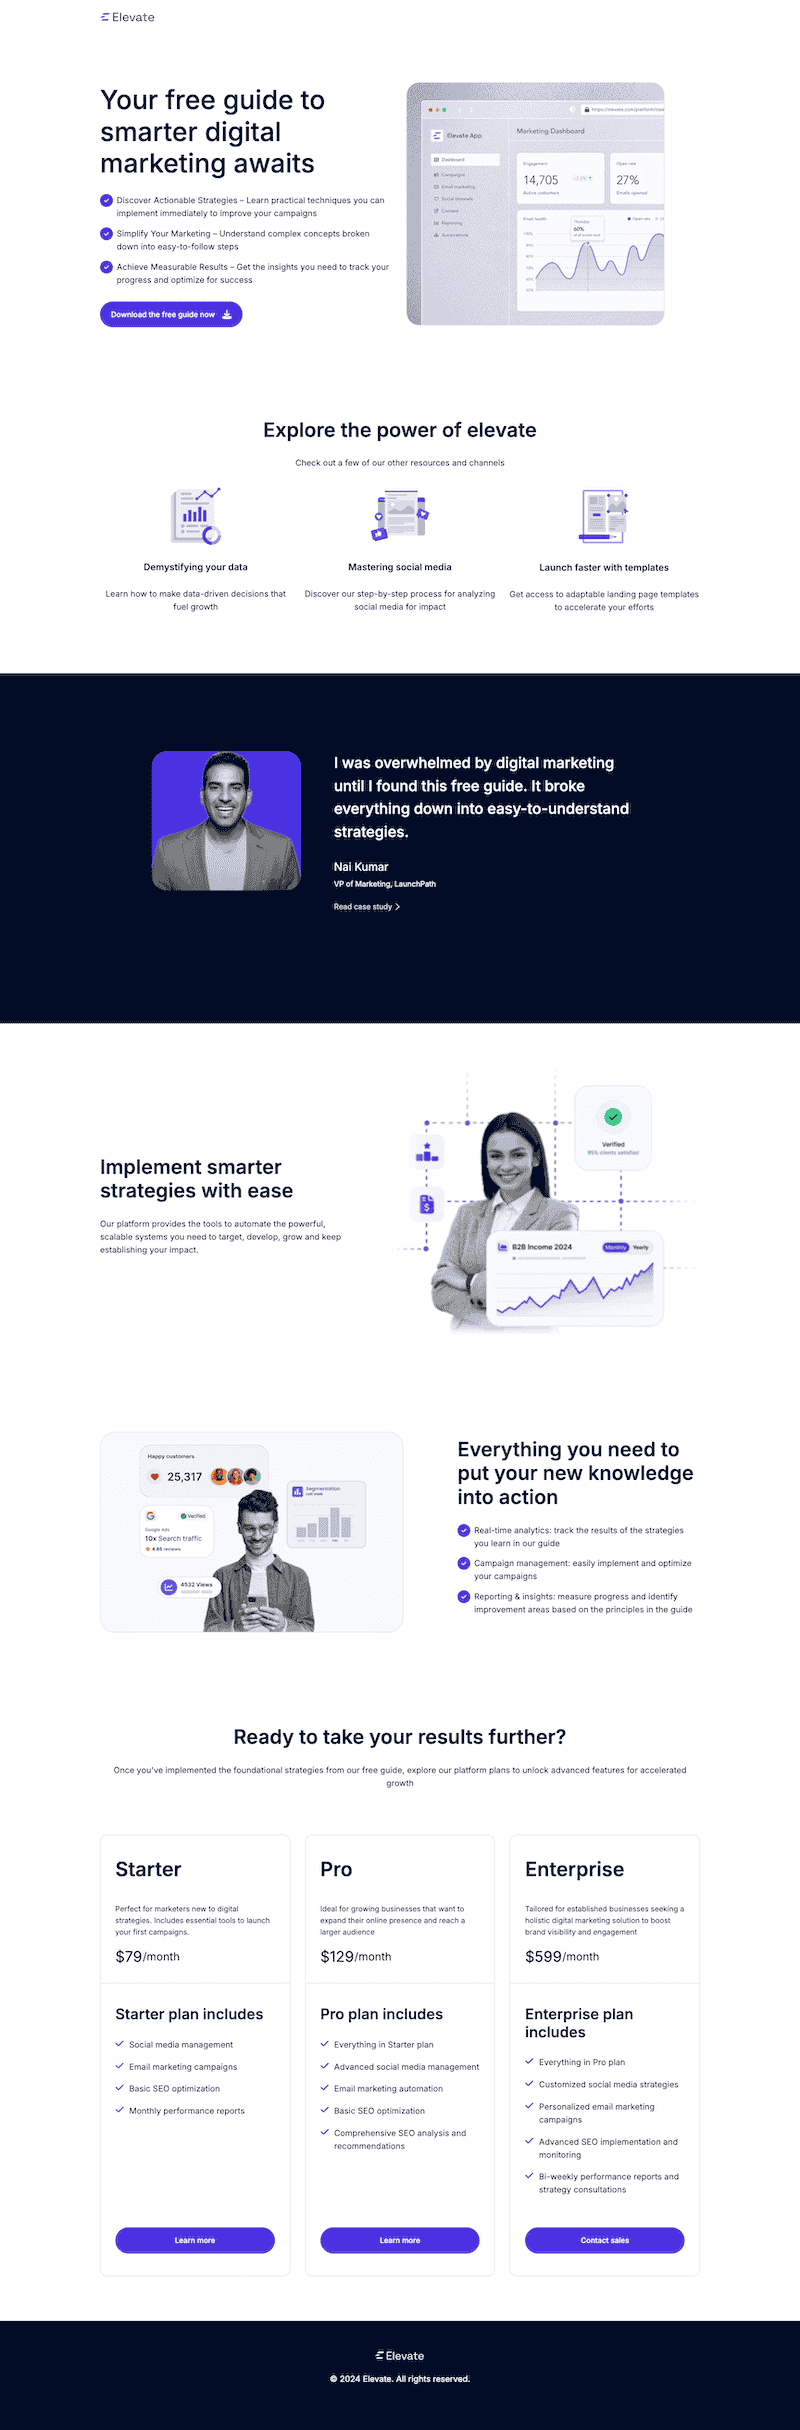 Elevate
Your free guide to
smarter digital
marketing awaits
Discover Actionable Strategies – Learn practical techniques you can
implement immediately to improve your campaigns
Simplify Your Marketing – Understand complex concepts broken
down into easy-to-follow steps
Achieve Measurable Results – Get the insights you need to track your
progress and optimize for success
Download the free guide now
Elevate App
Dashboard
Campaigns
Email marketing
Social channels
Content
Reporting
Automations
Marketing Dashboard
Engagement
14,705
Active customers
Open rate
27%
Emails opened
Email health
Thursday
60%
Open rate
100%
90%
80%
70%
60%
50%
Explore the power of elevate
Check out a few of our other resources and channels
Demystifying your data
Learn how to make data-driven decisions that
fuel growth
Mastering social media
Discover our step-by-step process for analyzing
social media for impact
Launch faster with templates
Get access to adaptable landing page templates
to accelerate your efforts
I was overwhelmed by digital marketing
until I found this free guide. It broke
everything down into easy-to-understand
strategies.
Nai Kumar
VP of Marketing, LaunchPath
Read case study
Implement smarter
strategies with ease
Our platform provides the tools to automate the powerful,
scalable systems you need to target, develop, grow and keep
establishing your impact.
Verified
95% clients satisfied
B2B Income 2024
Monthly
Yearly
Happy customers
25,317
Verified
Google Ads
10x Search traffic
4.65 reviews
4532 Views
Segmentation
Last week
Everything you need to
put your new knowledge
into action
Real-time analytics: track the results of the strategies
you learn in our guide
Campaign management: easily implement and optimize
your campaigns
Reporting & insights: measure progress and identify
improvement areas based on the principles in the guide
Ready to take your results further?
Once you've implemented the foundational strategies from our free guide, explore our platform plans to unlock advanced features for accelerated
growth
Starter
Perfect for marketers new to digital
strategies. Includes essential tools to launch
your first campaigns.
$79/month
Starter plan includes
Social media management
Email marketing campaigns
Basic SEO optimization
Monthly performance reports
Learn more
Pro
Ideal for growing businesses that want to
expand their online presence and reach a
larger audience
$129/month
Pro plan includes
Everything in Starter plan
Advanced social media management
Email marketing automation
Basic SEO optimization
Comprehensive SEO analysis and
recommendations
Learn more
Enterprise
Tailored for established businesses seeking a
holistic digital marketing solution to boost
brand visibility and engagement
$599/month
Enterprise plan
includes
Everything in Pro plan
Customized social media strategies
Personalized email marketing
campaigns
Advanced SEO implementation and
monitoring
Bi-weekly performance reports and
strategy consultations
Contact sales
Elevate
© 2024 Elevate. All rights reserved.